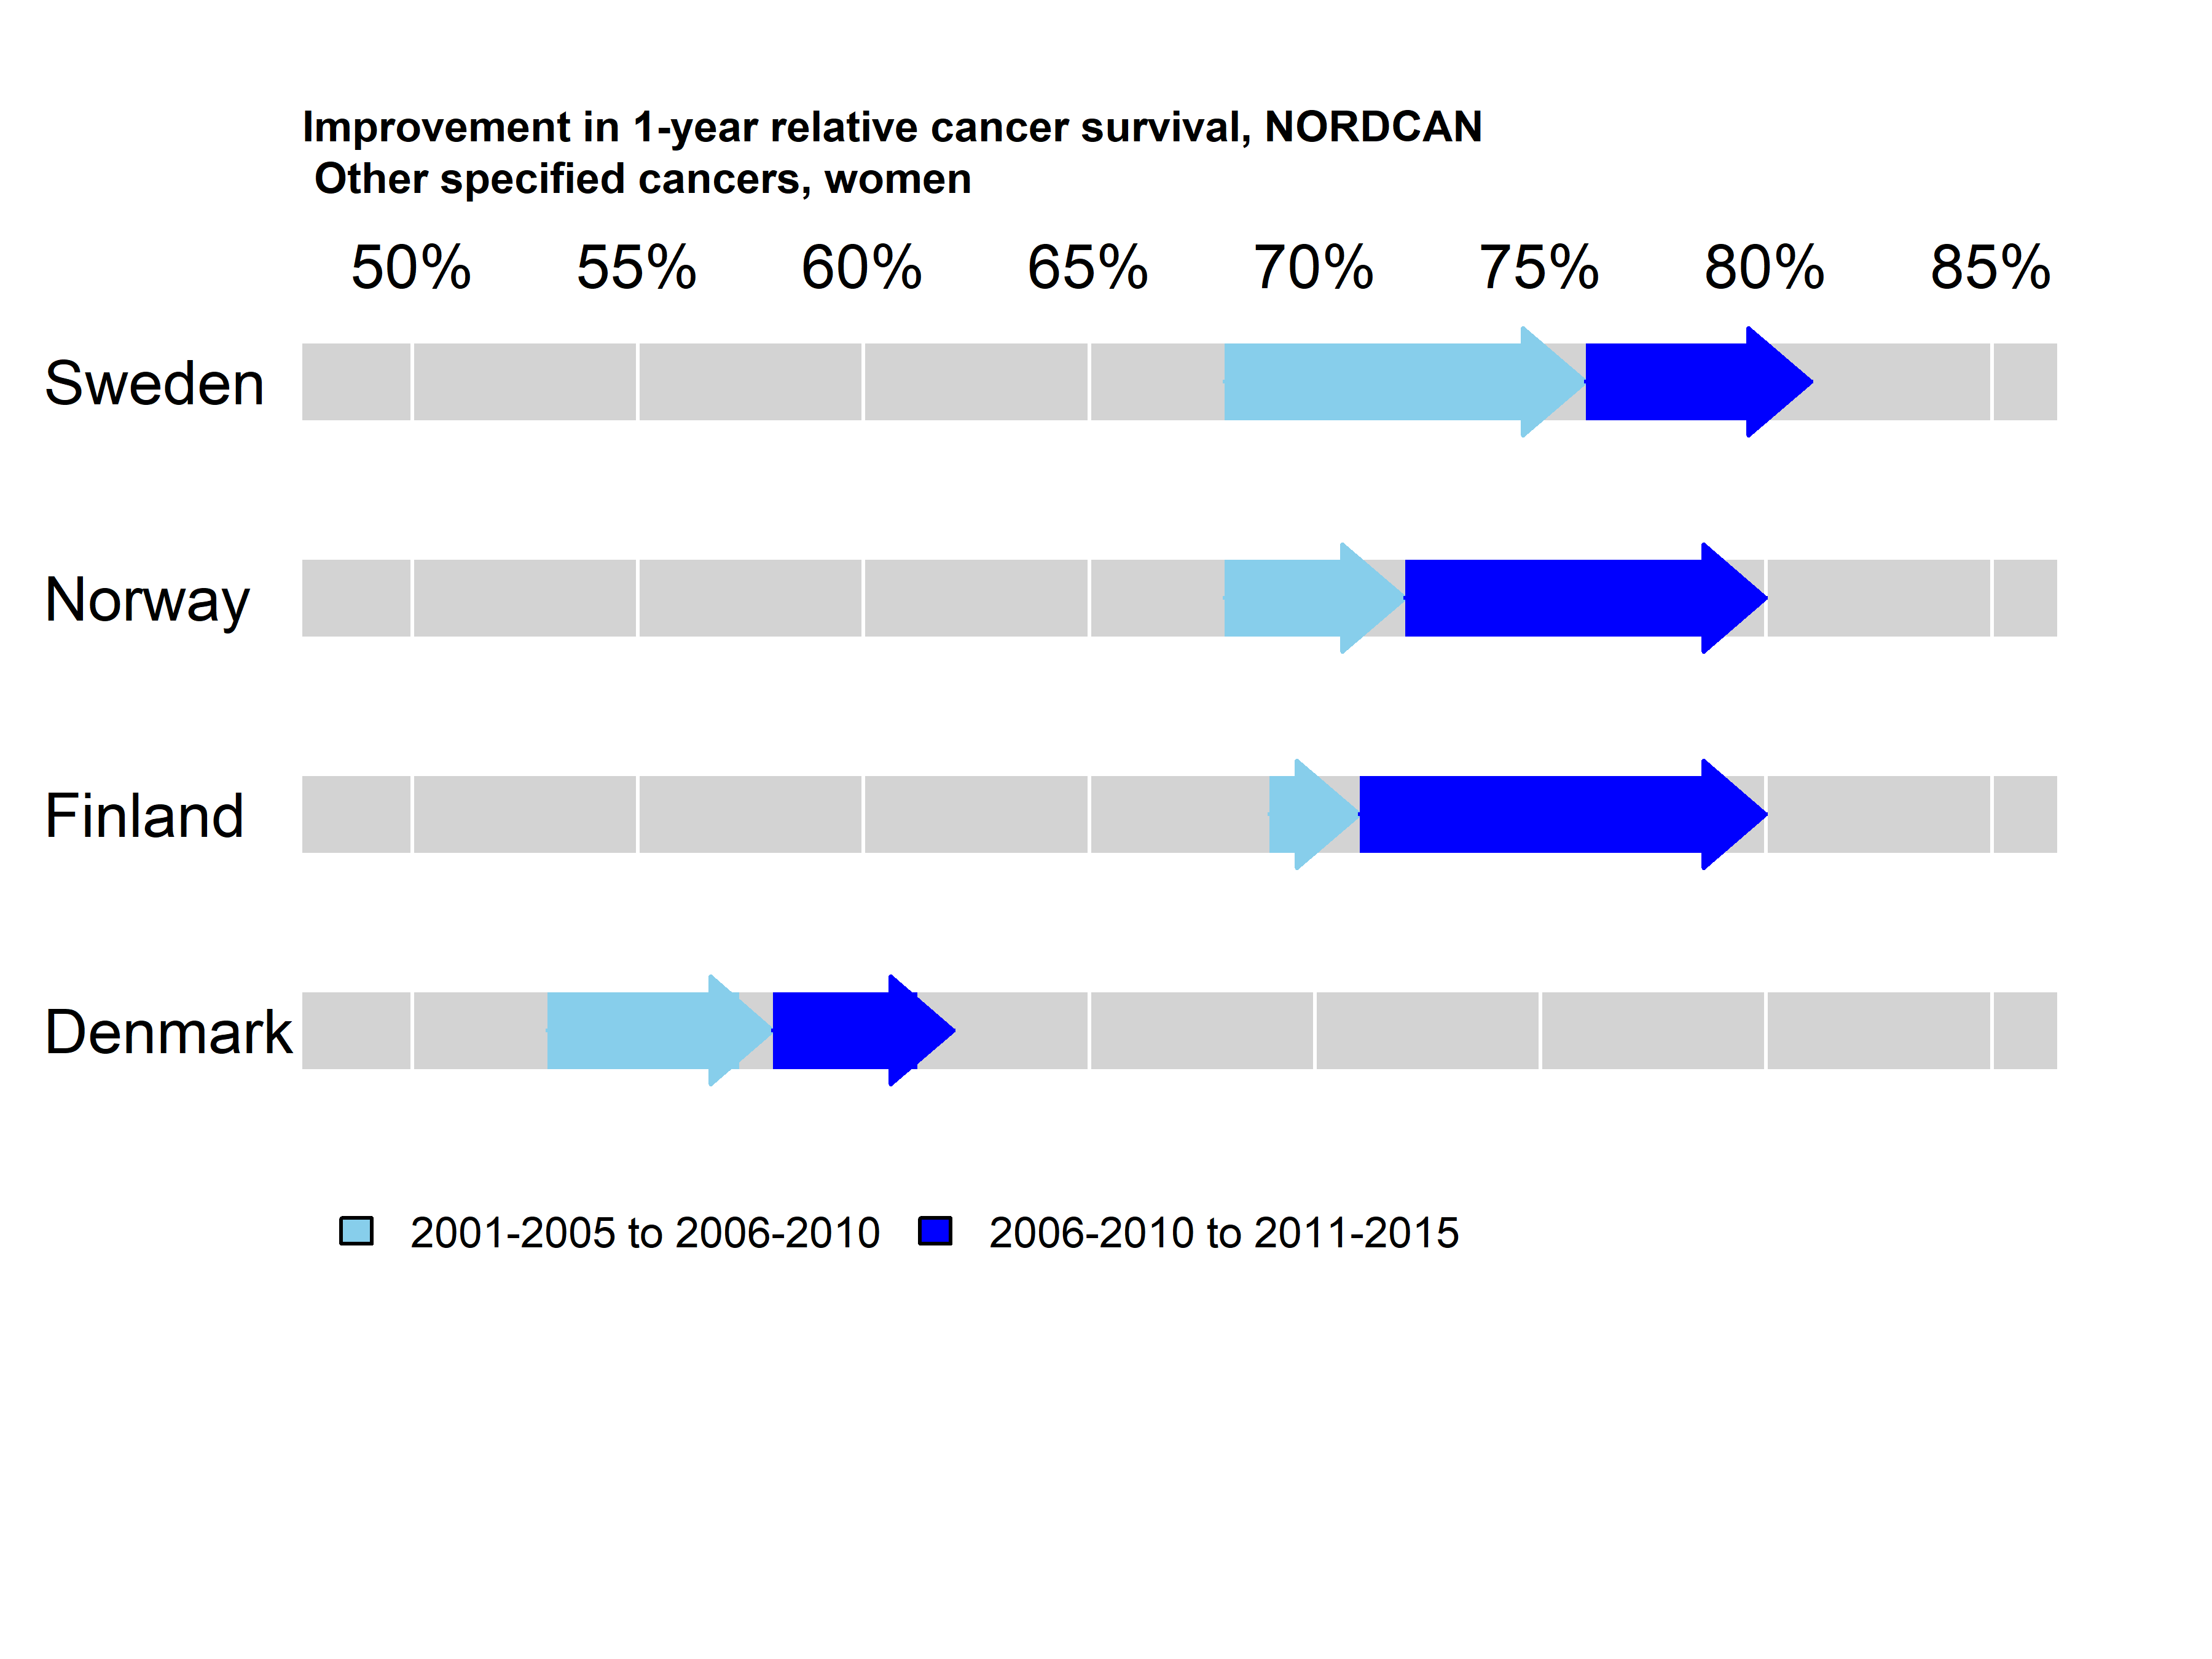 Improvement in 1-year relative cancer survival, NORDCAN
Other specified cancers, women
50% 55% 60% 65% 70% 75% 80% 85%
Sweden
Norway
Finland
Denmark
2001-2005 to 2006-2010 2006-2010 to 2011-2015